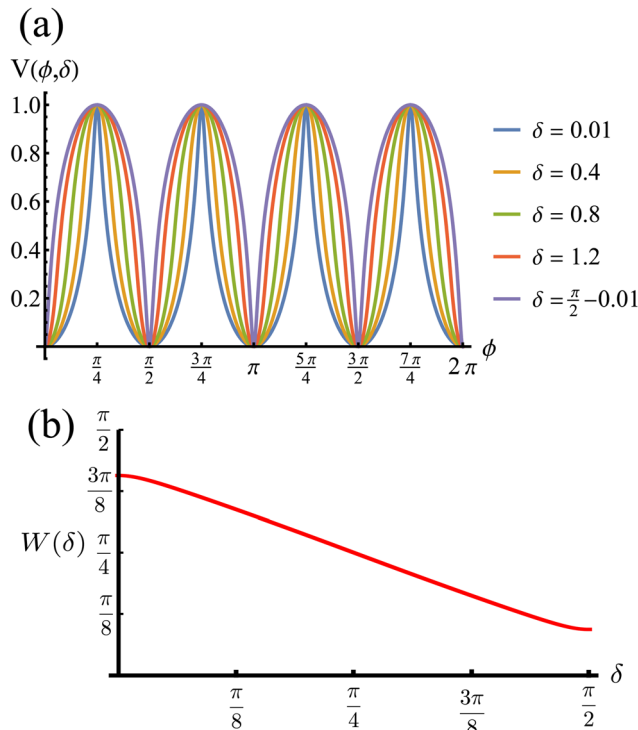 (a)
V(ϕ,δ)
1.0
0.8
0.6
0.4
0.2
π/4 π/2 3π/4 π 5π/4 3π/2 7π/4 2π ϕ
δ = 0.01
δ = 0.4
δ = 0.8
δ = 1.2
δ = π/2 − 0.01
(b)
π/2
3π/8
W(δ) π/4
π/8
π/8 π/4 3π/8 π/2 δ